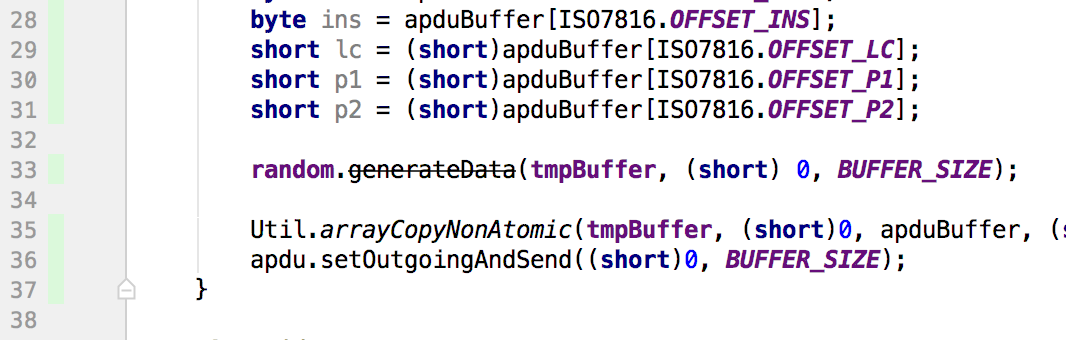 28 byte ins = apduBuffer[ISO7816.OFFSET_INS];
29 short lc = (short)apduBuffer[ISO7816.OFFSET_LC];
30 short p1 = (short)apduBuffer[ISO7816.OFFSET_P1];
31 short p2 = (short)apduBuffer[ISO7816.OFFSET_P2];
32
33 random.generateData(tmpBuffer, (short) 0, BUFFER_SIZE);
34
35 Util.arrayCopyNonAtomic(tmpBuffer, (short)0, apduBuffer, (s
36 apdu.setOutgoingAndSend((short)0, BUFFER_SIZE);
37 }
38